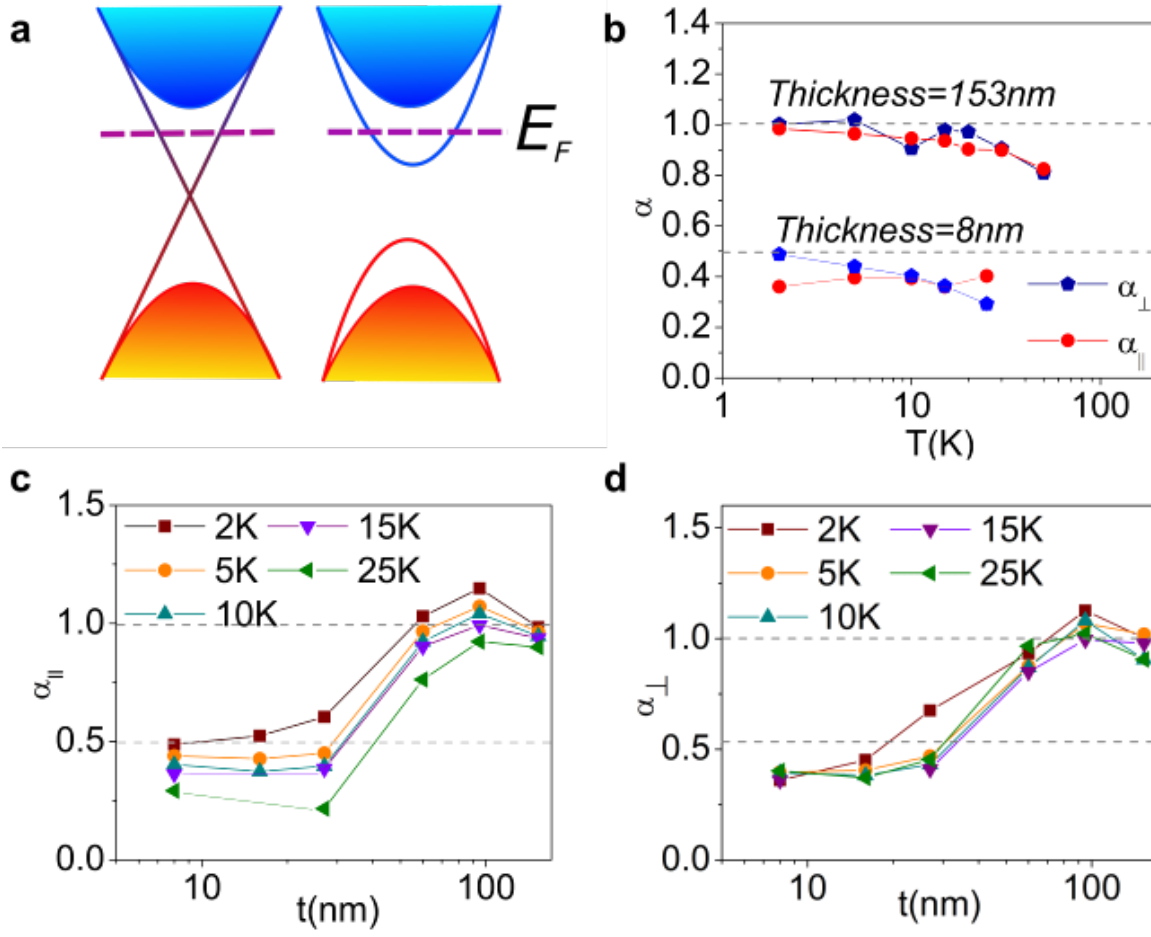 a
E_F
b
1.4
1.2
1.0
0.8
0.6
0.4
0.2
0.0
α
Thickness=153nm
Thickness=8nm
α⊥
α||
1
10
100
T(K)
c
1.5
1.0
0.5
0.0
α||
2K
15K
5K
25K
10K
10
100
t(nm)
d
1.5
1.0
0.5
0.0
α⊥
2K
15K
5K
25K
10K
10
100
t(nm)